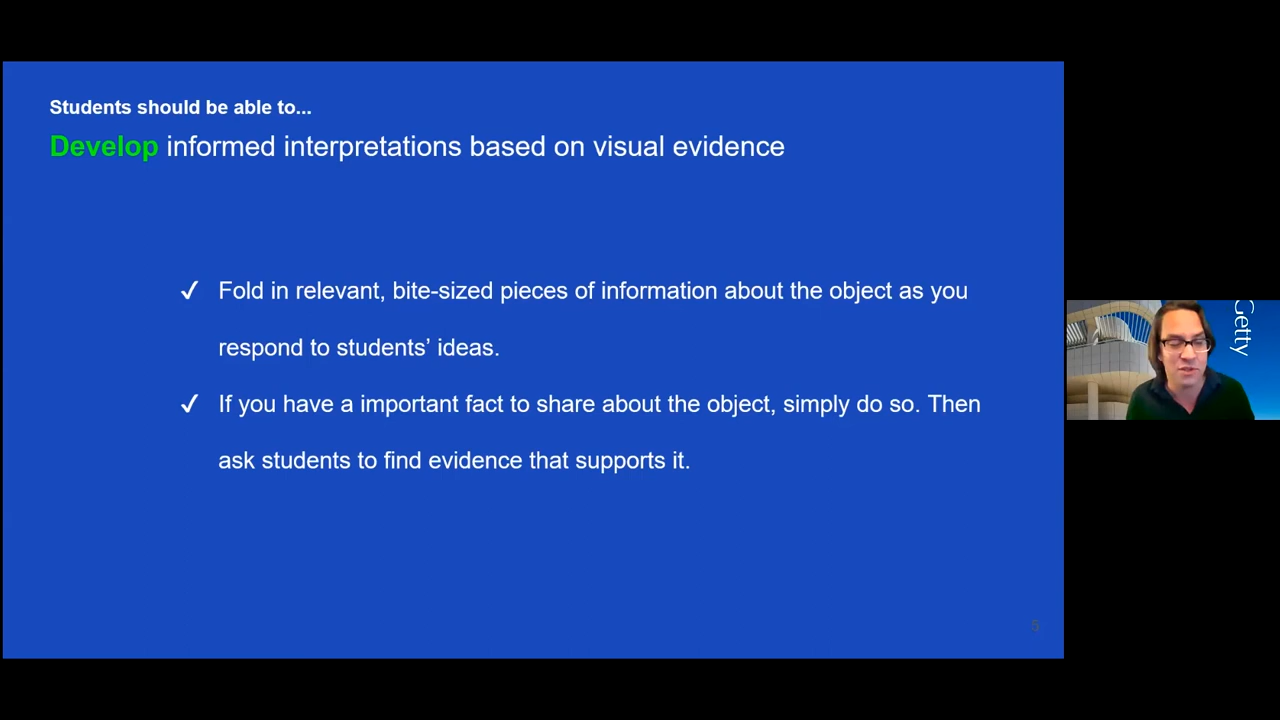 Students should be able to...
Develop informed interpretations based on visual evidence
✓ Fold in relevant, bite-sized pieces of information about the object as you
respond to students’ ideas.
✓ If you have a important fact to share about the object, simply do so. Then
ask students to find evidence that supports it.
5
Getty